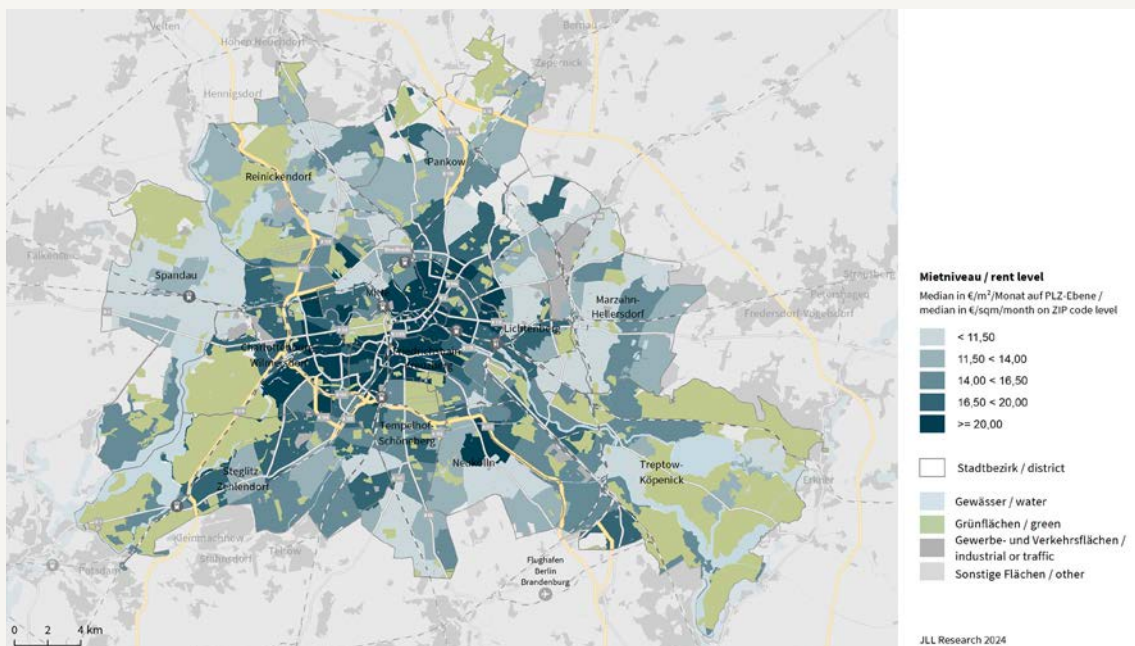 Velten
Hohen Neuendorf
Bernau
Zepernick
Hennigsdorf
Pankow
Reinickendorf
Spandau
Marzahn-
Hellersdorf
Petershagen
Fredersdorf-Vogelsdorf
Lichtenberg
Tempelhof-
Schöneberg
Neukölln
Steglitz
Zehlendorf
Treptow-
Köpenick
Erkner
Kleinmachnow
Stahnsdorf
Teltow
Potsdam
Flughafen
Berlin
Brandenburg
0 2 4 km
Mietniveau / rent level
Median in €/m²/Monat auf PLZ-Ebene /
median in €/sqm/month on ZIP code level
< 11,50
11,50 < 14,00
14,00 < 16,50
16,50 < 20,00
>= 20,00
Stadtbezirk / district
Gewässer / water
Grünflächen / green
Gewerbe- und Verkehrsflächen /
industrial or traffic
Sonstige Flächen / other
JLL Research 2024